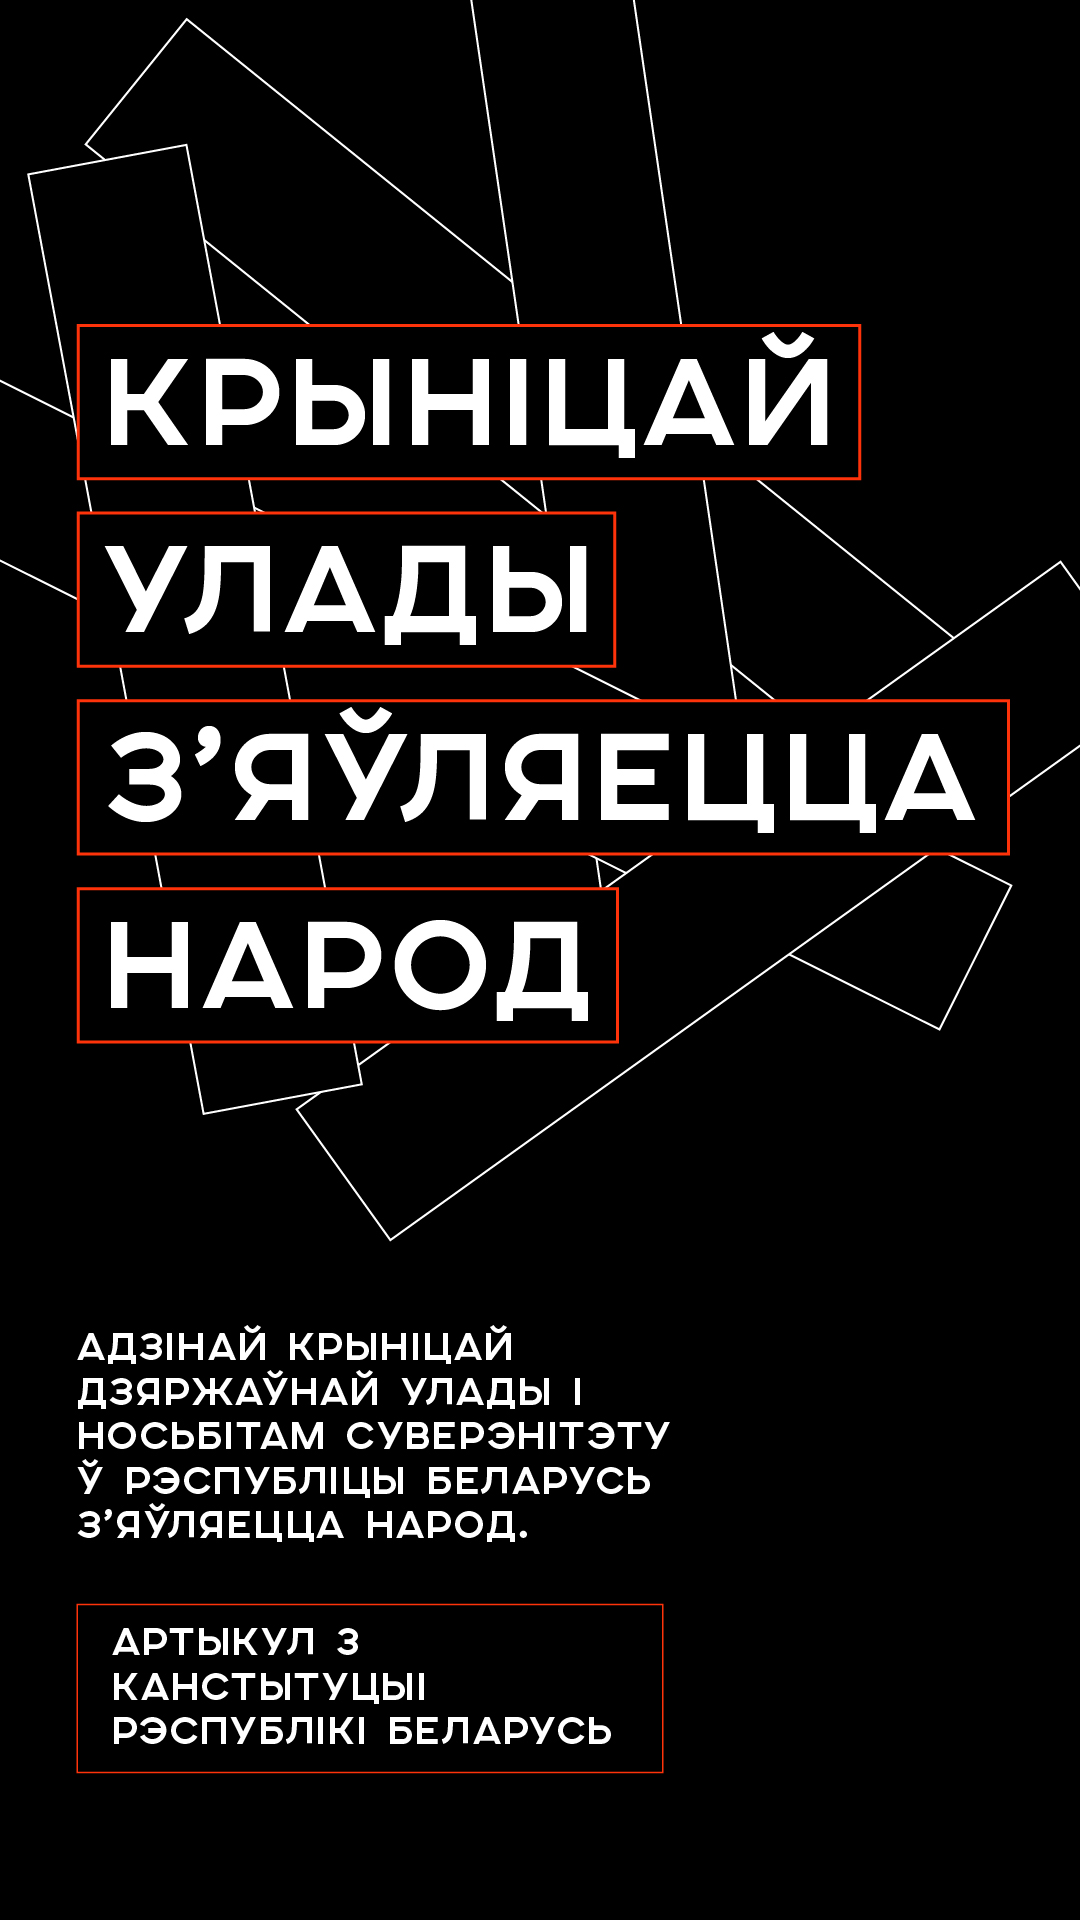 КРЫНІЦАЙ
УЛАДЫ
З’ЯЎЛЯЕЦЦА
НАРОД
АДЗІНАЙ КРЫНІЦАЙ
ДЗЯРЖАЎНАЙ УЛАДЫ І
НОСЬБІТАМ СУВЕРЭНІТЭТУ
Ў РЭСПУБЛІЦЫ БЕЛАРУСЬ
З’ЯЎЛЯЕЦЦА НАРОД.
АРТЫКУЛ 3
КАНСТЫТУЦЫІ
РЭСПУБЛІКІ БЕЛАРУСЬ